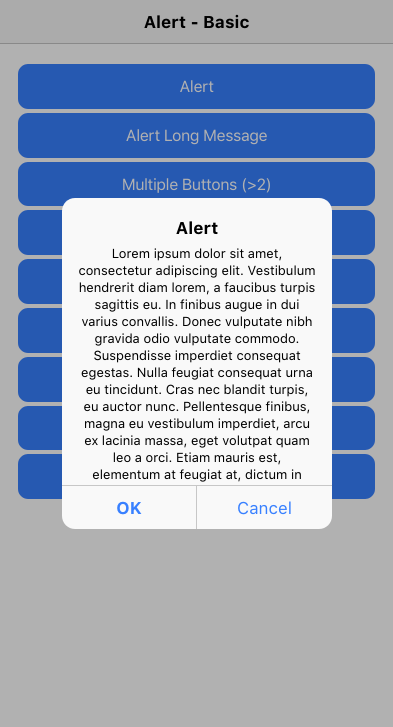 Alert - Basic
Alert
Alert Long Message
Multiple Buttons (>2)
Alert
Lorem ipsum dolor sit amet,
consectetur adipiscing elit. Vestibulum
hendrerit diam lorem, a faucibus turpis
sagittis eu. In finibus augue in dui
varius convallis. Donec vulputate nibh
gravida odio vulputate commodo.
Suspendisse imperdiet consequat
egestas. Nulla feugiat consequat urna
eu tincidunt. Cras nec blandit turpis,
eu auctor nunc. Pellentesque finibus,
magna eu vestibulum imperdiet, arcu
ex lacinia massa, eget volutpat quam
leo a orci. Etiam mauris est,
elementum at feugiat at, dictum in
OK
Cancel